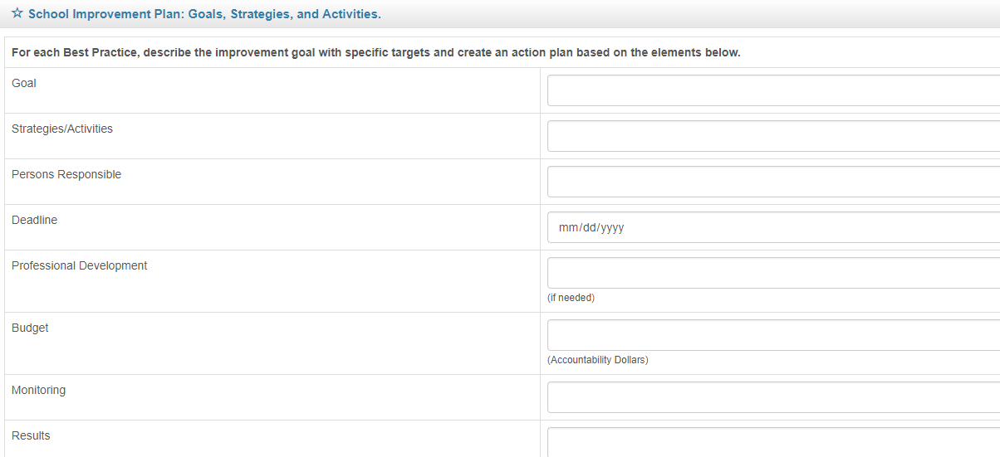 ☆ School Improvement Plan: Goals, Strategies, and Activities.
For each Best Practice, describe the improvement goal with specific targets and create an action plan based on the elements below.
Goal
Strategies/Activities
Persons Responsible
Deadline
mm/dd/yyyy
Professional Development
(if needed)
Budget
(Accountability Dollars)
Monitoring
Results